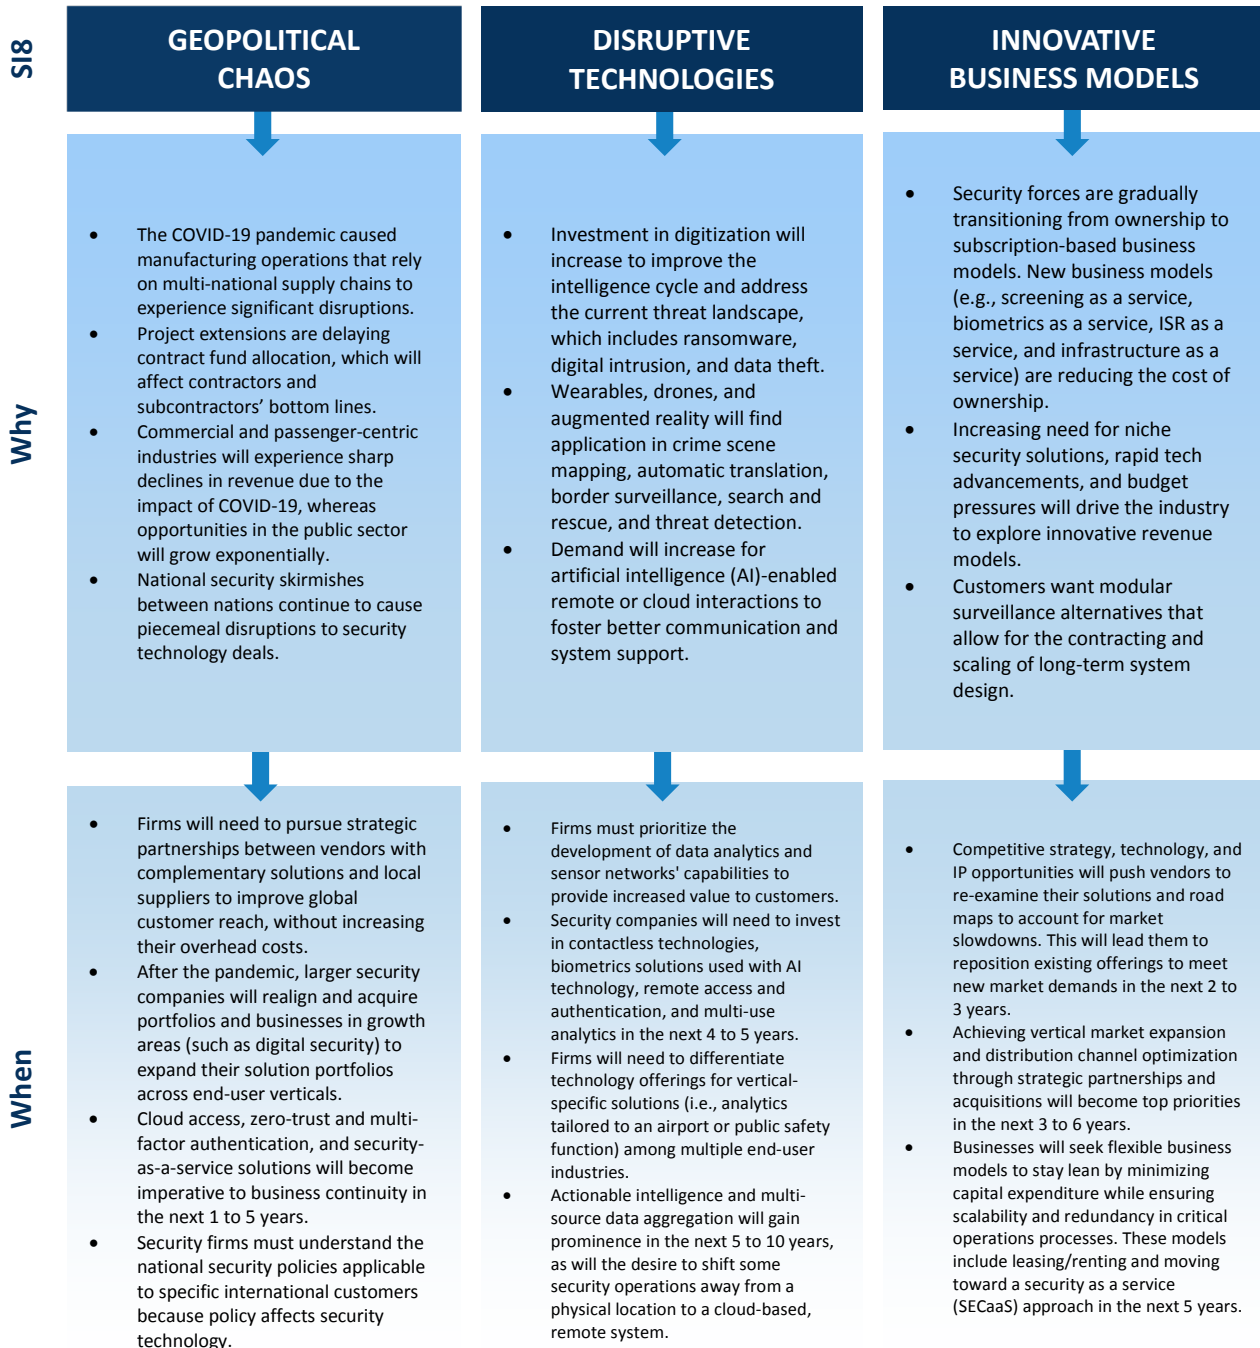 SI8
GEOPOLITICAL
CHAOS
DISRUPTIVE
TECHNOLOGIES
INNOVATIVE
BUSINESS MODELS
Why
• The COVID-19 pandemic caused
manufacturing operations that rely
on multi-national supply chains to
experience significant disruptions.
• Project extensions are delaying
contract fund allocation, which will
affect contractors and
subcontractors’ bottom lines.
• Commercial and passenger-centric
industries will experience sharp
declines in revenue due to the
impact of COVID-19, whereas
opportunities in the public sector
will grow exponentially.
• National security skirmishes
between nations continue to cause
piecemeal disruptions to security
technology deals.
• Investment in digitization will
increase to improve the
intelligence cycle and address
the current threat landscape,
which includes ransomware,
digital intrusion, and data theft.
• Wearables, drones, and
augmented reality will find
application in crime scene
mapping, automatic translation,
border surveillance, search and
rescue, and threat detection.
• Demand will increase for
artificial intelligence (AI)-enabled
remote or cloud interactions to
foster better communication and
system support.
• Security forces are gradually
transitioning from ownership to
subscription-based business
models. New business models
(e.g., screening as a service,
biometrics as a service, ISR as a
service, and infrastructure as a
service) are reducing the cost of
ownership.
• Increasing need for niche
security solutions, rapid tech
advancements, and budget
pressures will drive the industry
to explore innovative revenue
models.
• Customers want modular
surveillance alternatives that
allow for the contracting and
scaling of long-term system
design.
When
• Firms will need to pursue strategic
partnerships between vendors with
complementary solutions and local
suppliers to improve global
customer reach, without increasing
their overhead costs.
• After the pandemic, larger security
companies will realign and acquire
portfolios and businesses in growth
areas (such as digital security) to
expand their solution portfolios
across end-user verticals.
• Cloud access, zero-trust and multi-
factor authentication, and security-
as-a-service solutions will become
imperative to business continuity in
the next 1 to 5 years.
• Security firms must understand the
national security policies applicable
to specific international customers
because policy affects security
technology.
• Firms must prioritize the
development of data analytics and
sensor networks' capabilities to
provide increased value to customers.
• Security companies will need to invest
in contactless technologies,
biometrics solutions used with AI
technology, remote access and
authentication, and multi-use
analytics in the next 4 to 5 years.
• Firms will need to differentiate
technology offerings for vertical-
specific solutions (i.e., analytics
tailored to an airport or public safety
function) among multiple end-user
industries.
• Actionable intelligence and multi-
source data aggregation will gain
prominence in the next 5 to 10 years,
as will the desire to shift some
security operations away from a
physical location to a cloud-based,
remote system.
• Competitive strategy, technology, and
IP opportunities will push vendors to
re-examine their solutions and road
maps to account for market
slowdowns. This will lead them to
reposition existing offerings to meet
new market demands in the next 2 to
3 years.
• Achieving vertical market expansion
and distribution channel optimization
through strategic partnerships and
acquisitions will become top priorities
in the next 3 to 6 years.
• Businesses will seek flexible business
models to stay lean by minimizing
capital expenditure while ensuring
scalability and redundancy in critical
operations processes. These models
include leasing/renting and moving
toward a security as a service
(SECaaS) approach in the next 5 years.